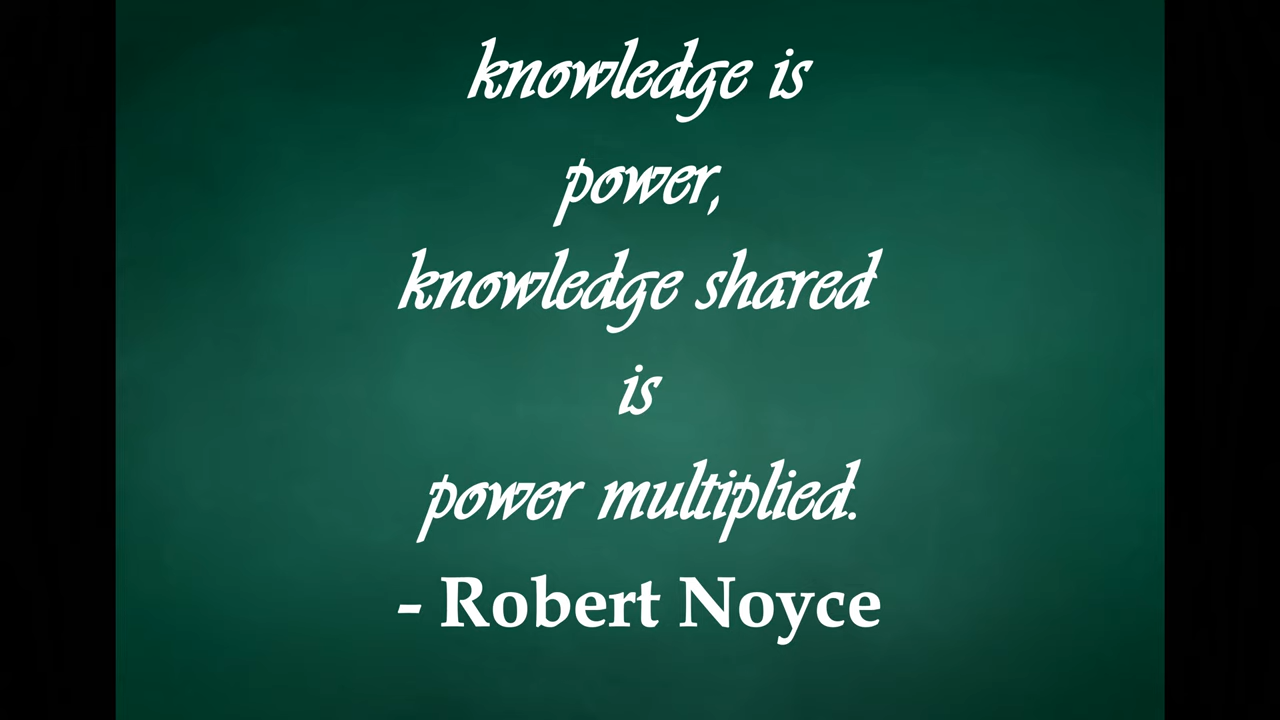 knowledge is
power,
knowledge shared
is
power multiplied.
- Robert Noyce